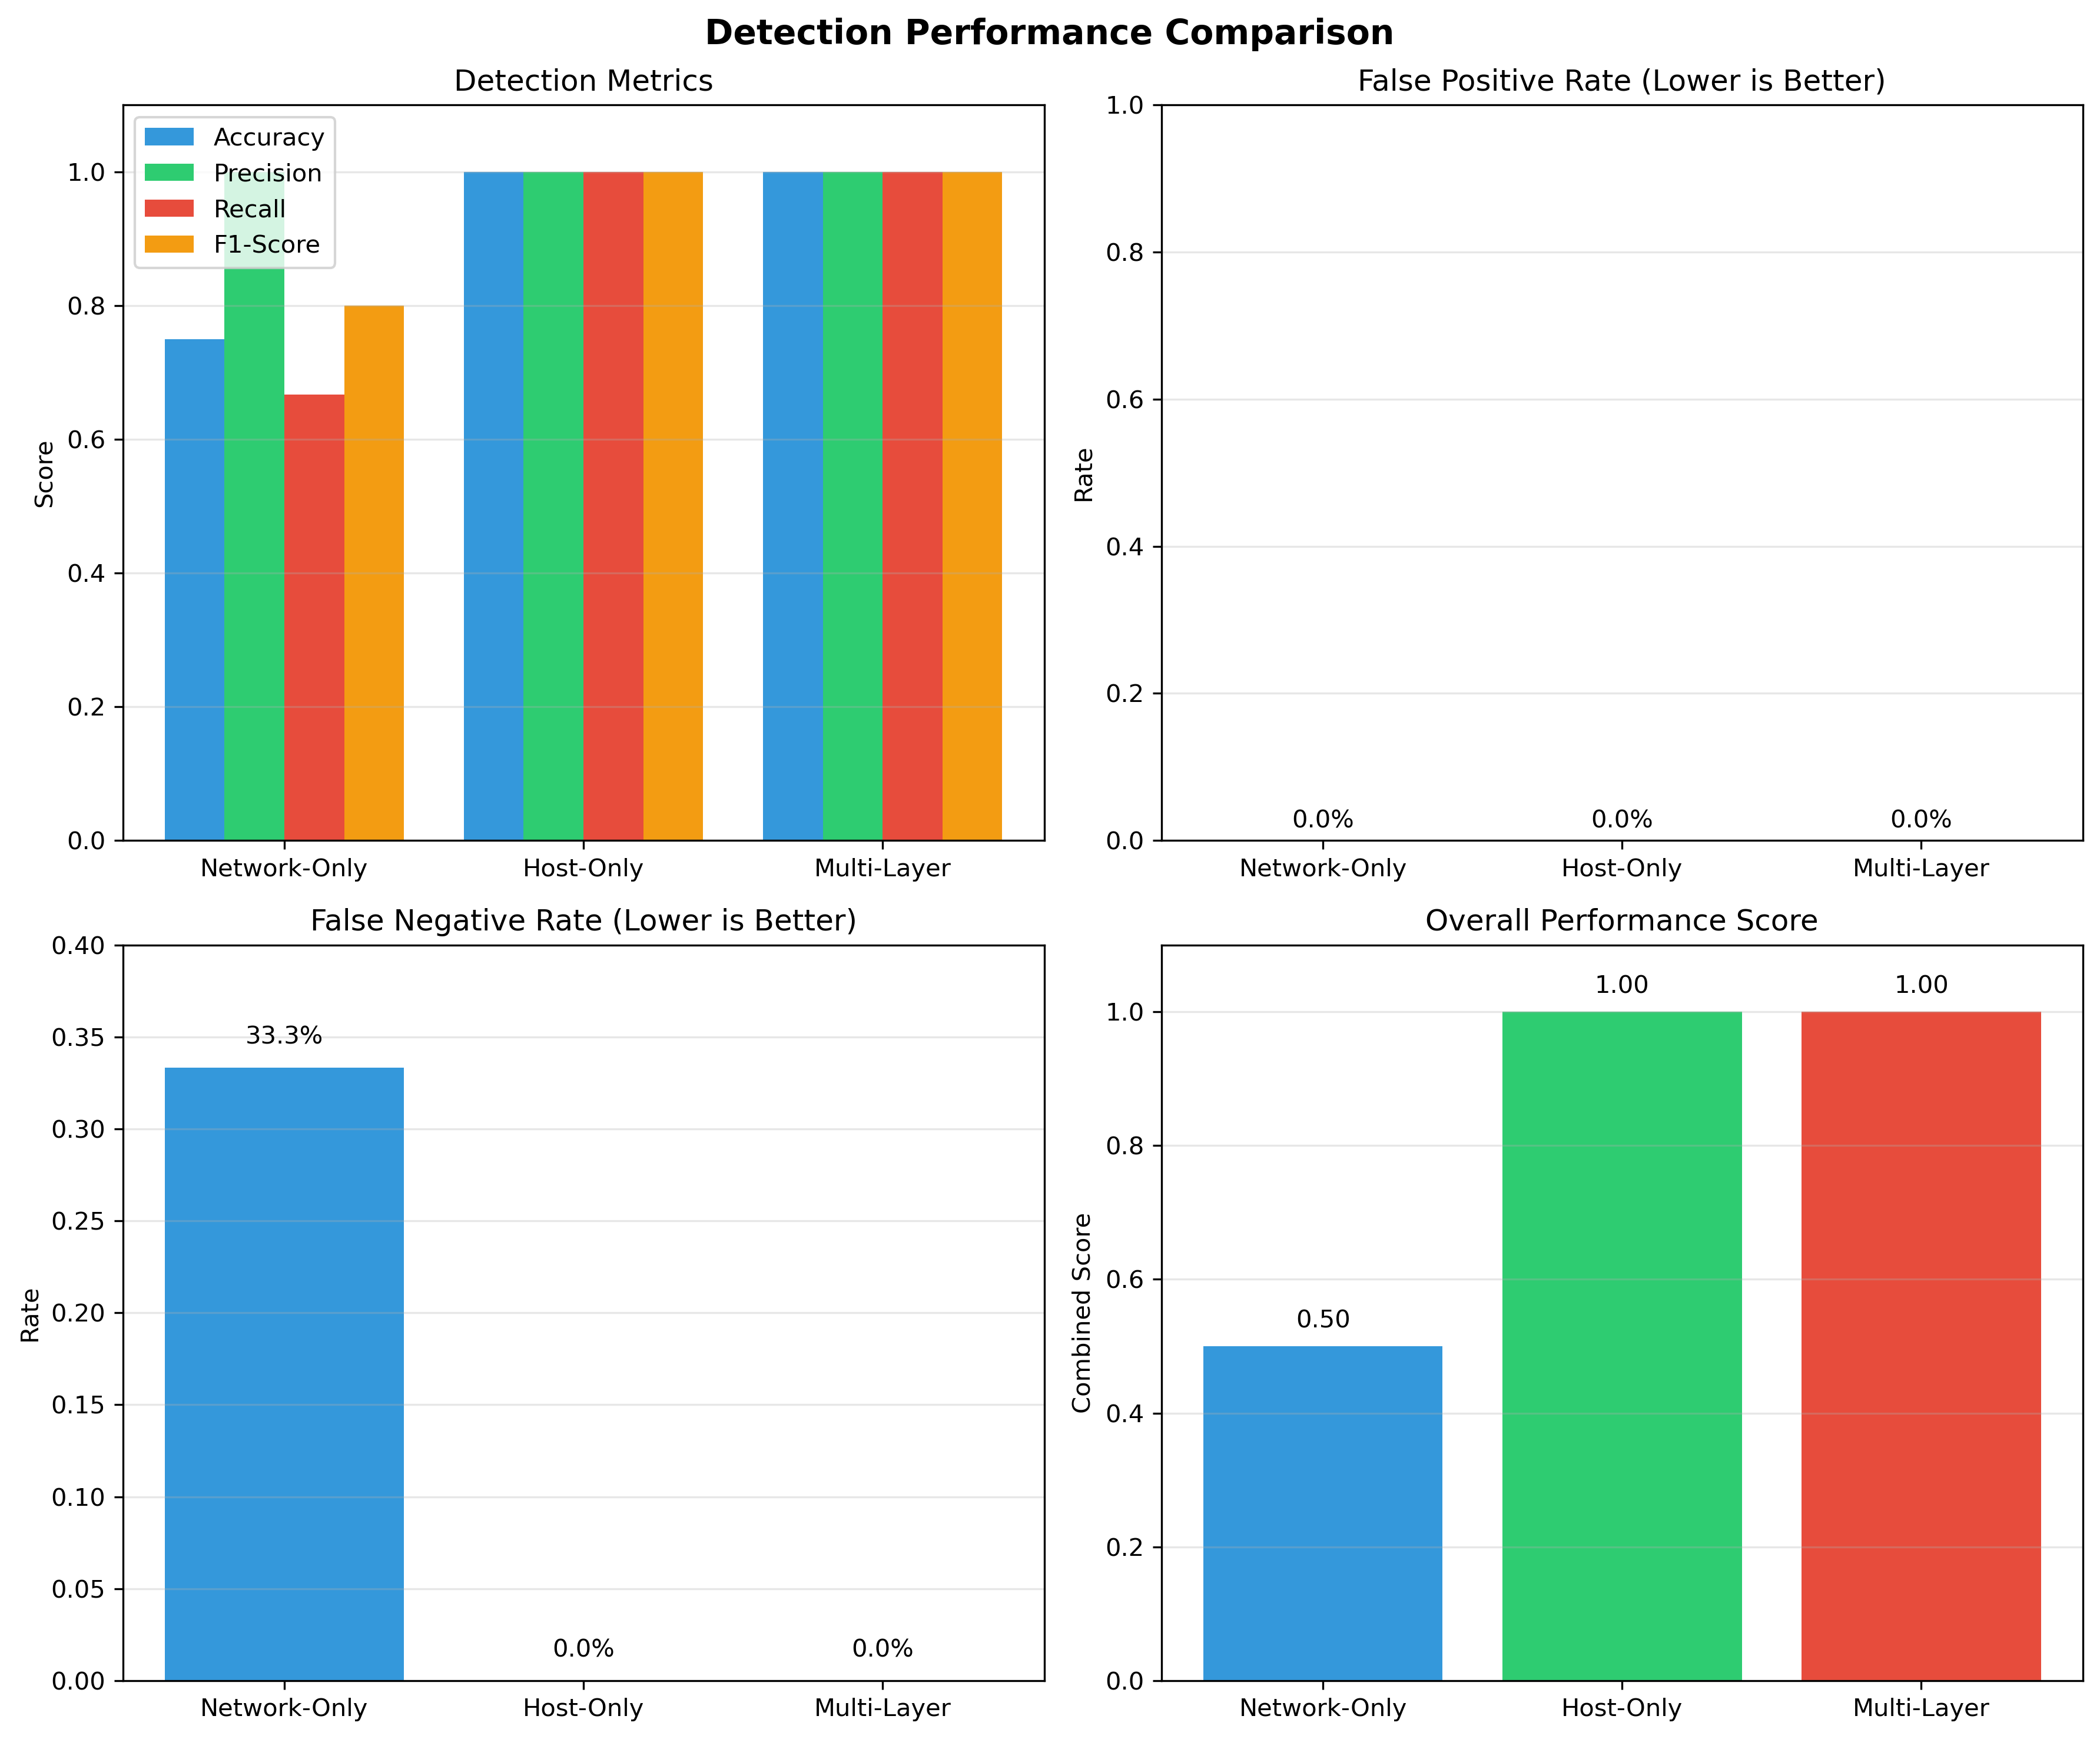 Detection Performance Comparison
Detection Metrics
Accuracy
Precision
Recall
F1-Score
1.0
0.8
0.6
0.4
0.2
0.0
Score
Network-Only Host-Only Multi-Layer
False Positive Rate (Lower is Better)
1.0
0.8
0.6
0.4
0.2
0.0
Rate
0.0% 0.0% 0.0%
Network-Only Host-Only Multi-Layer
False Negative Rate (Lower is Better)
0.40
0.35
0.30
0.25
0.20
0.15
0.10
0.05
0.00
Rate
33.3% 0.0% 0.0%
Network-Only Host-Only Multi-Layer
Overall Performance Score
1.0
0.8
0.6
0.4
0.2
0.0
Combined Score
0.50 1.00 1.00
Network-Only Host-Only Multi-Layer